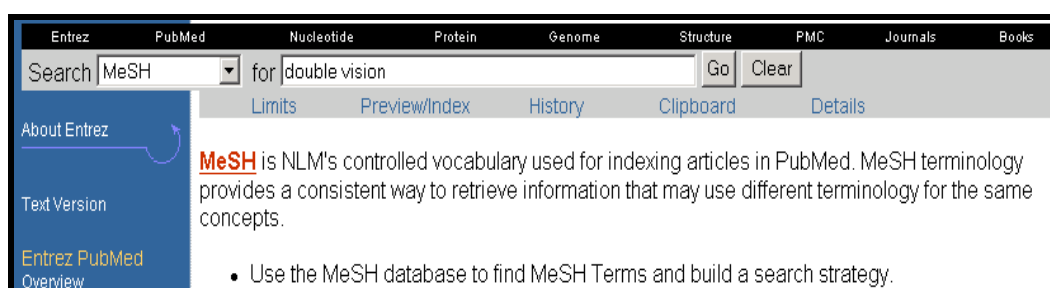 Entrez PubMed Nucleotide Protein Genome Structure PMC Journals Books
Search MeSH for double vision Go Clear
Limits Preview/Index History Clipboard Details
About Entrez
Text Version
Entrez PubMed
Overview
MeSH is NLM's controlled vocabulary used for indexing articles in PubMed. MeSH terminology
provides a consistent way to retrieve information that may use different terminology for the same
concepts.
• Use the MeSH database to find MeSH Terms and build a search strategy.